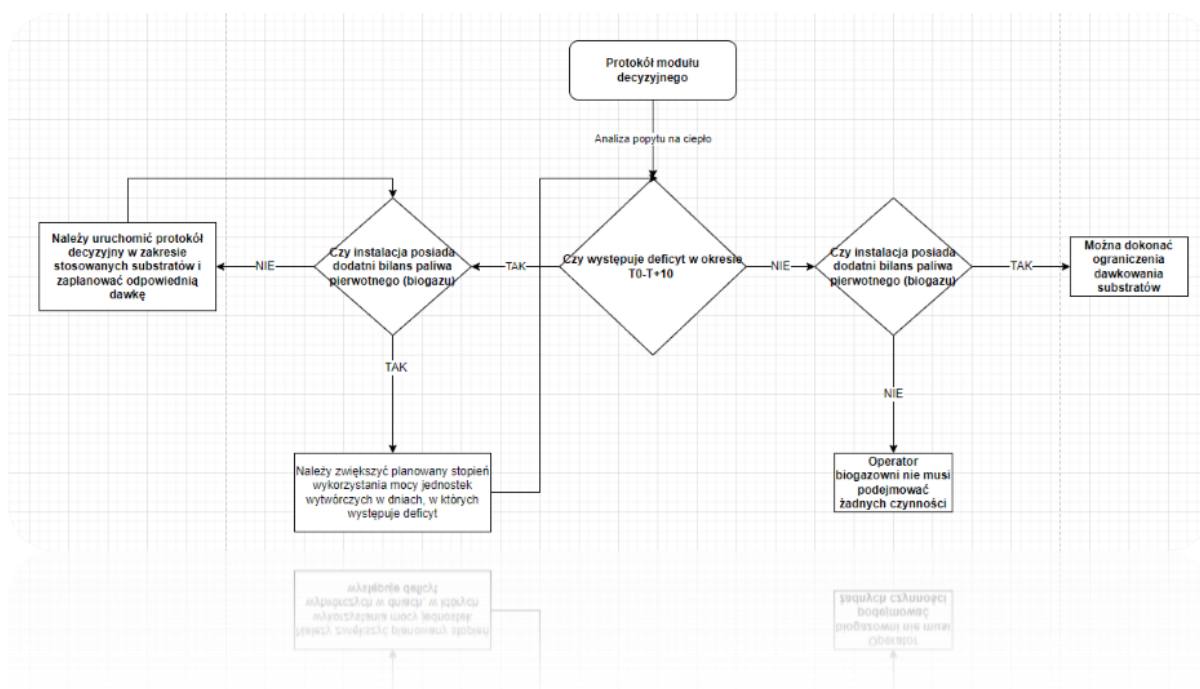 Protokół modułu
decyzyjnego
Analiza popytu na ciepło
Należy uruchomić protokół
decyzyjny w zakresie
stosowanych substratów i
zaplanować odpowiednią
dawkę
NIE
Czy instalacja posiada
dodatni bilans paliwa
pierwotnego (biogazu)
TAK
Czy występuje deficyt w okresie
T0-T+10
NIE
Czy instalacja posiada
dodatni bilans paliwa
pierwotnego (biogazu)
TAK
Można dokonać
ograniczenia
dawkowania
substratów
TAK
NIE
Należy zwiększyć planowany stopień
wykorzystania mocy jednostek
wytwórczych w dniach, w których
występuje deficyt
Operator
biogazowni nie musi
podejmować
żadnych czynności